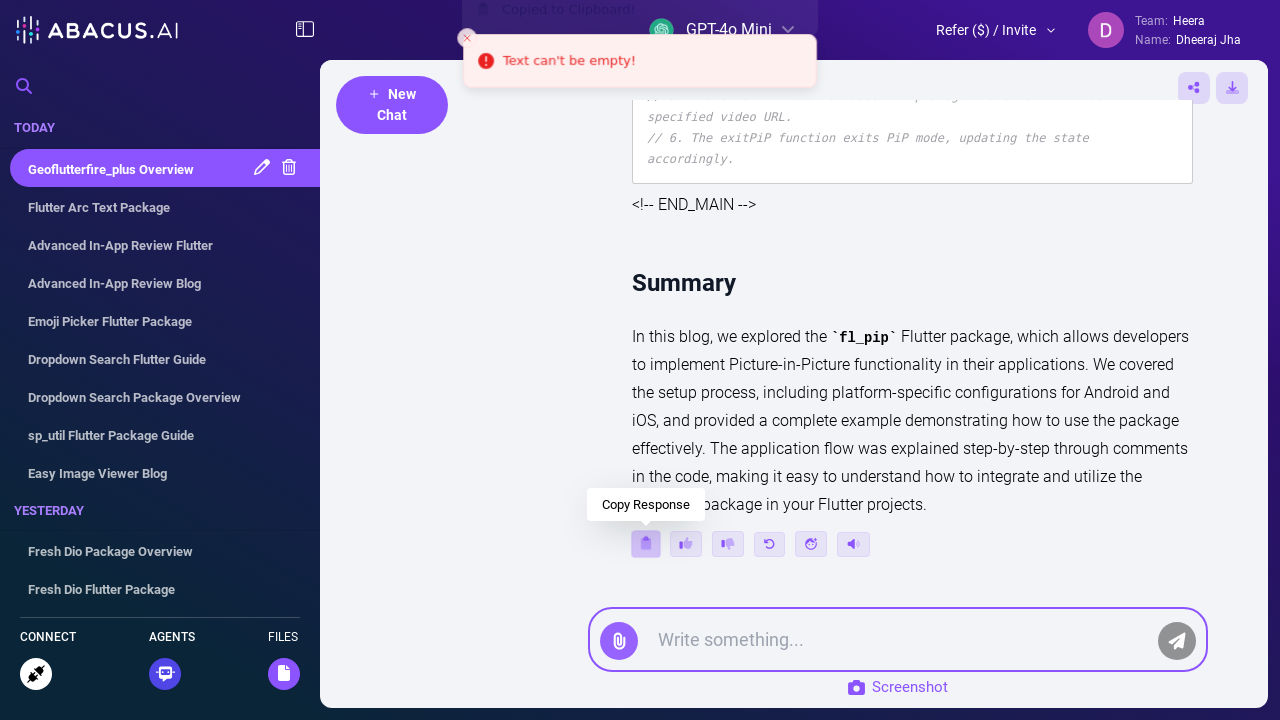 ABACUS.AI
Copied to Clipboard!
GPT-4o Mini
Text can't be empty!
Refer ($) / Invite
D
Team: Heera
Name: Dheeraj Jha
+ New
Chat
TODAY
Geoflutterfire_plus Overview
Flutter Arc Text Package
Advanced In-App Review Flutter
Advanced In-App Review Blog
Emoji Picker Flutter Package
Dropdown Search Flutter Guide
Dropdown Search Package Overview
sp_util Flutter Package Guide
Easy Image Viewer Blog
YESTERDAY
Fresh Dio Package Overview
Fresh Dio Flutter Package
CONNECT
AGENTS
FILES
specified video URL.
// 6. The exitPiP function exits PiP mode, updating the state
accordingly.
<!-- END_MAIN -->
Summary
In this blog, we explored the `fl_pip` Flutter package, which allows developers
to implement Picture-in-Picture functionality in their applications. We covered
the setup process, including platform-specific configurations for Android and
iOS, and provided a complete example demonstrating how to use the package
effectively. The application flow was explained step-by-step through comments
in the code, making it easy to understand how to integrate and utilize the
package in your Flutter projects.
Copy Response
Write something...
Screenshot